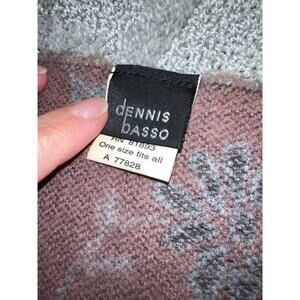 dENNIS
basso
RN 81893
One size fits all
A 77828